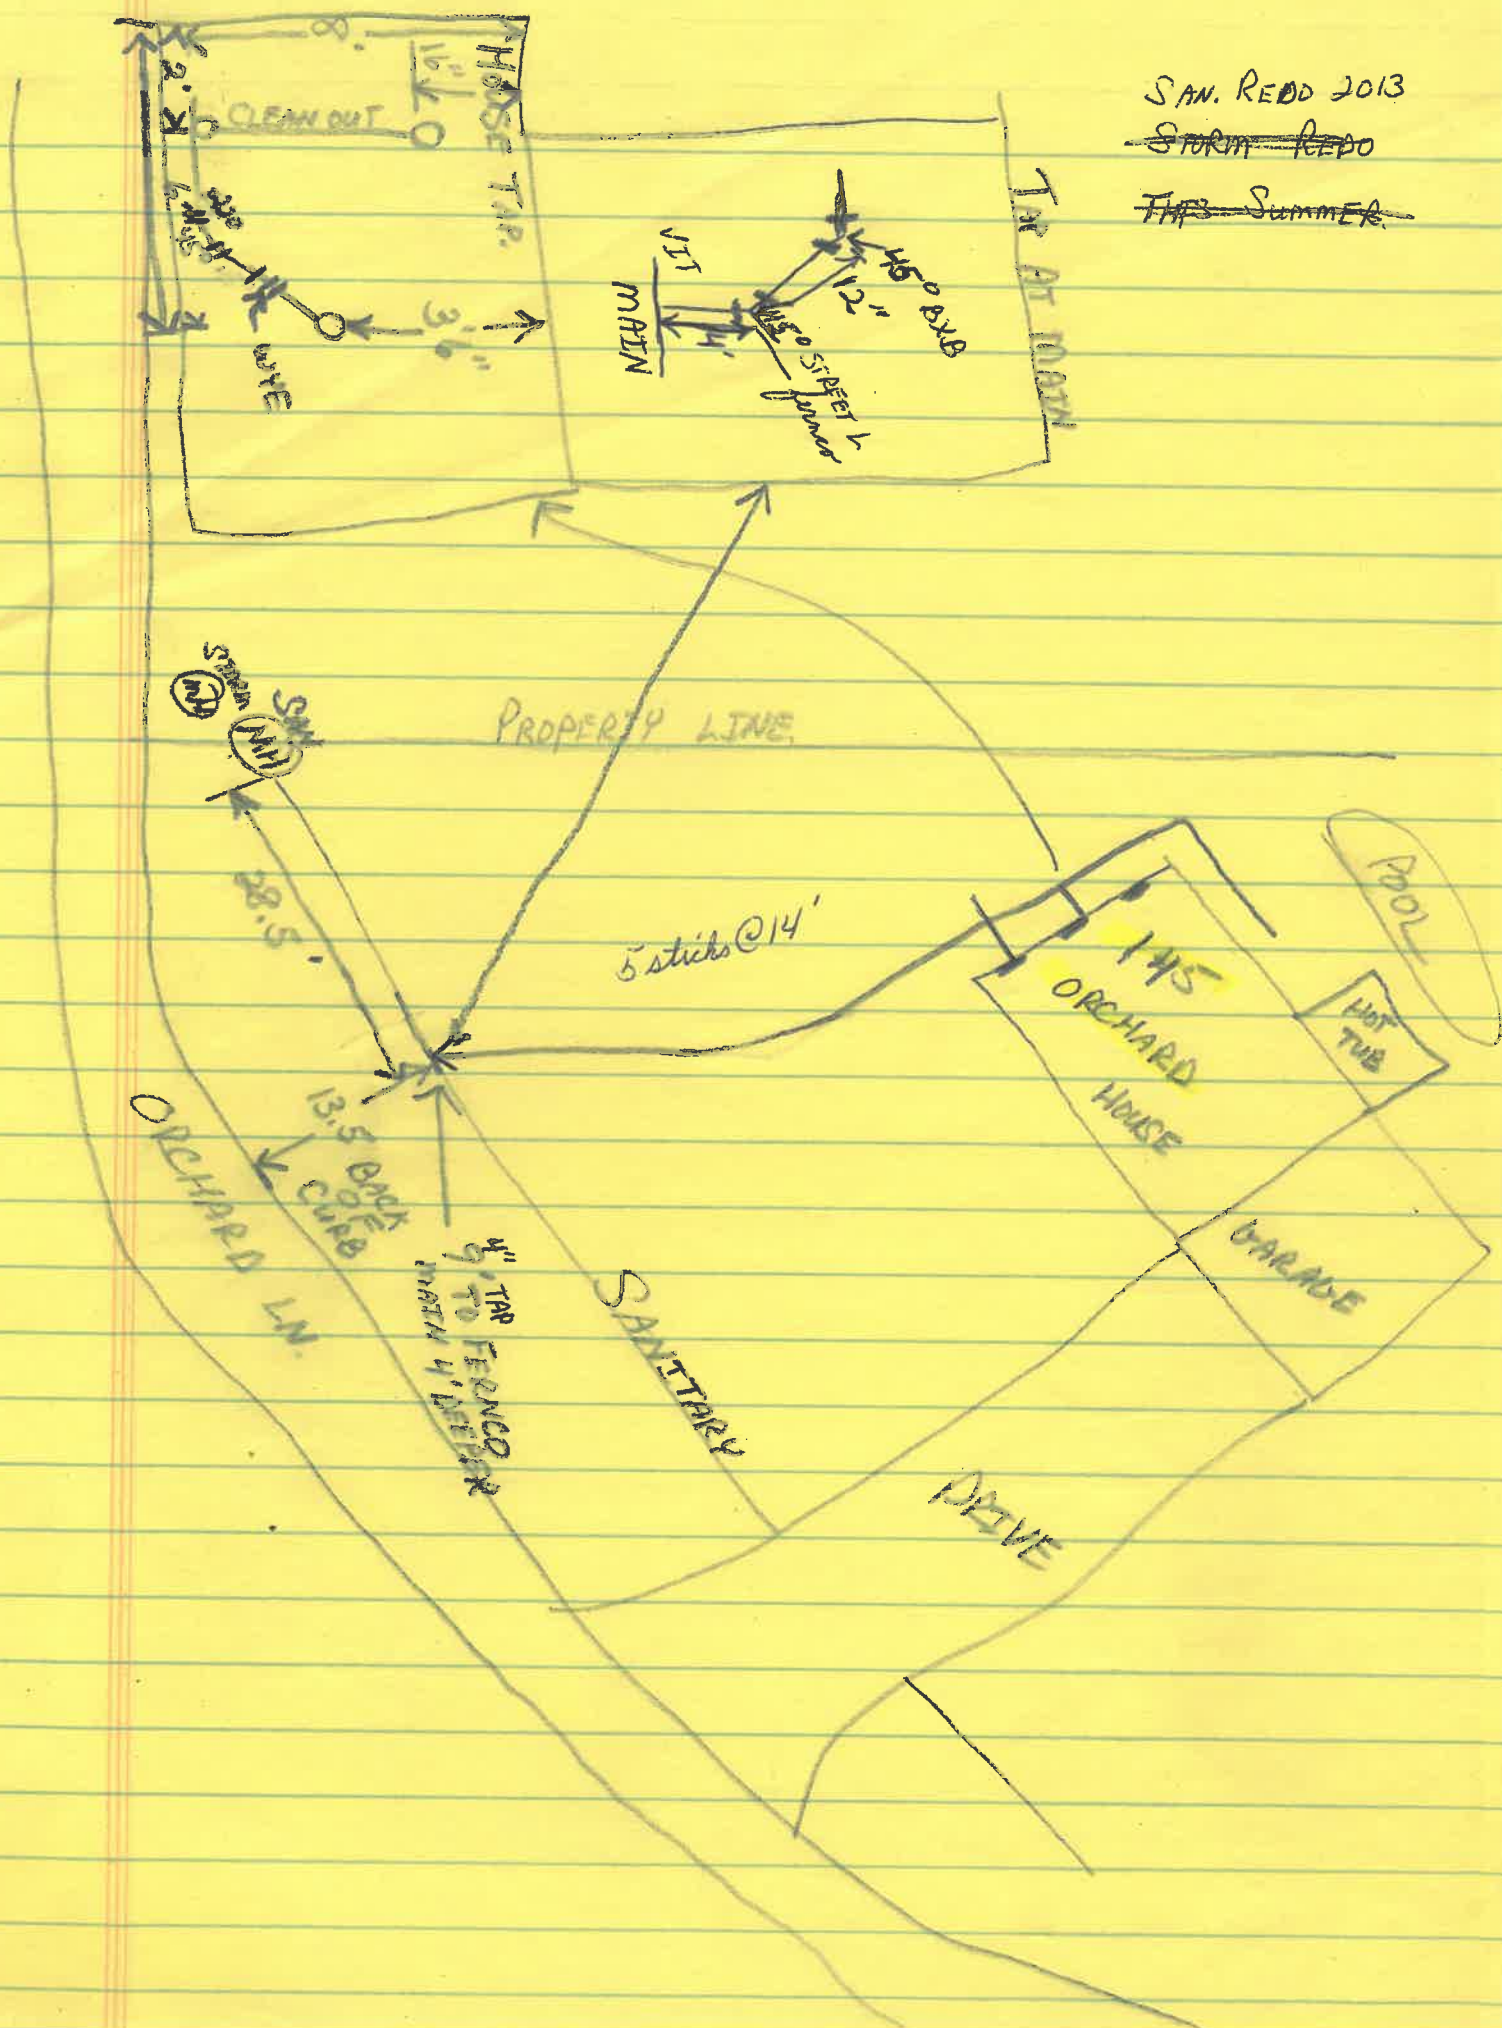 SAN. REDO 2013
STORM REDO
THIS SUMMER.
HOUSE TAP.
8'
16"
2'
CLEAN OUT
WYE
3'6"
TAP AT MAIN
VIT
MAIN
4'
45° BXB
12"
45° STREET L
fernco
STORM
MH
SAN
MH
PROPERTY LINE
28.5'
5 sticks @ 14'
145
ORCHARD
HOUSE
POOL
HOT
TUB
GARAGE
DRIVE
SANITARY
13.5 BACK
OF
CURB
4" TAP
9' TO FERNCO
MAIN 4' DEEPER
ORCHARD LN.